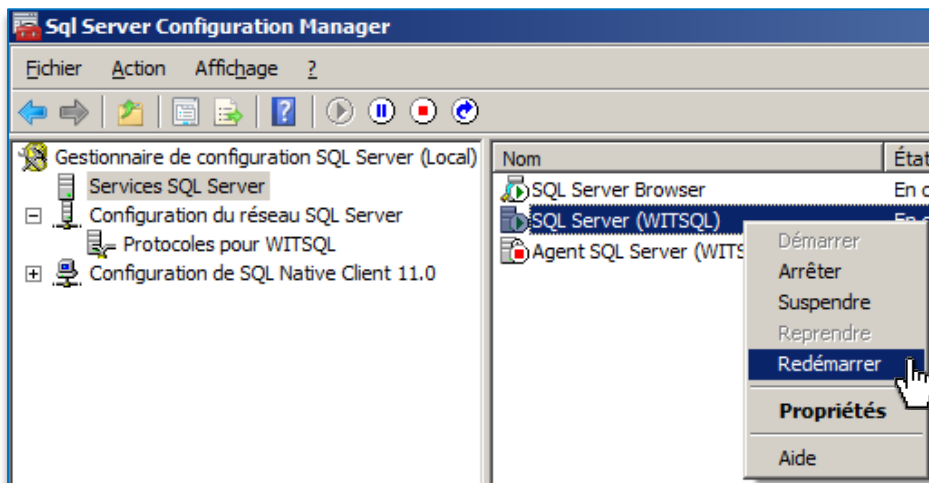 Sql Server Configuration Manager
Fichier Action Affichage ?
Gestionnaire de configuration SQL Server (Local)
Services SQL Server
Configuration du réseau SQL Server
Protocoles pour WITSQL
Configuration de SQL Native Client 11.0
Nom État
SQL Server Browser En c
SQL Server (WITSQL)
Agent SQL Server (WITS
Démarrer
Arrêter
Suspendre
Reprendre
Redémarrer
Propriétés
Aide